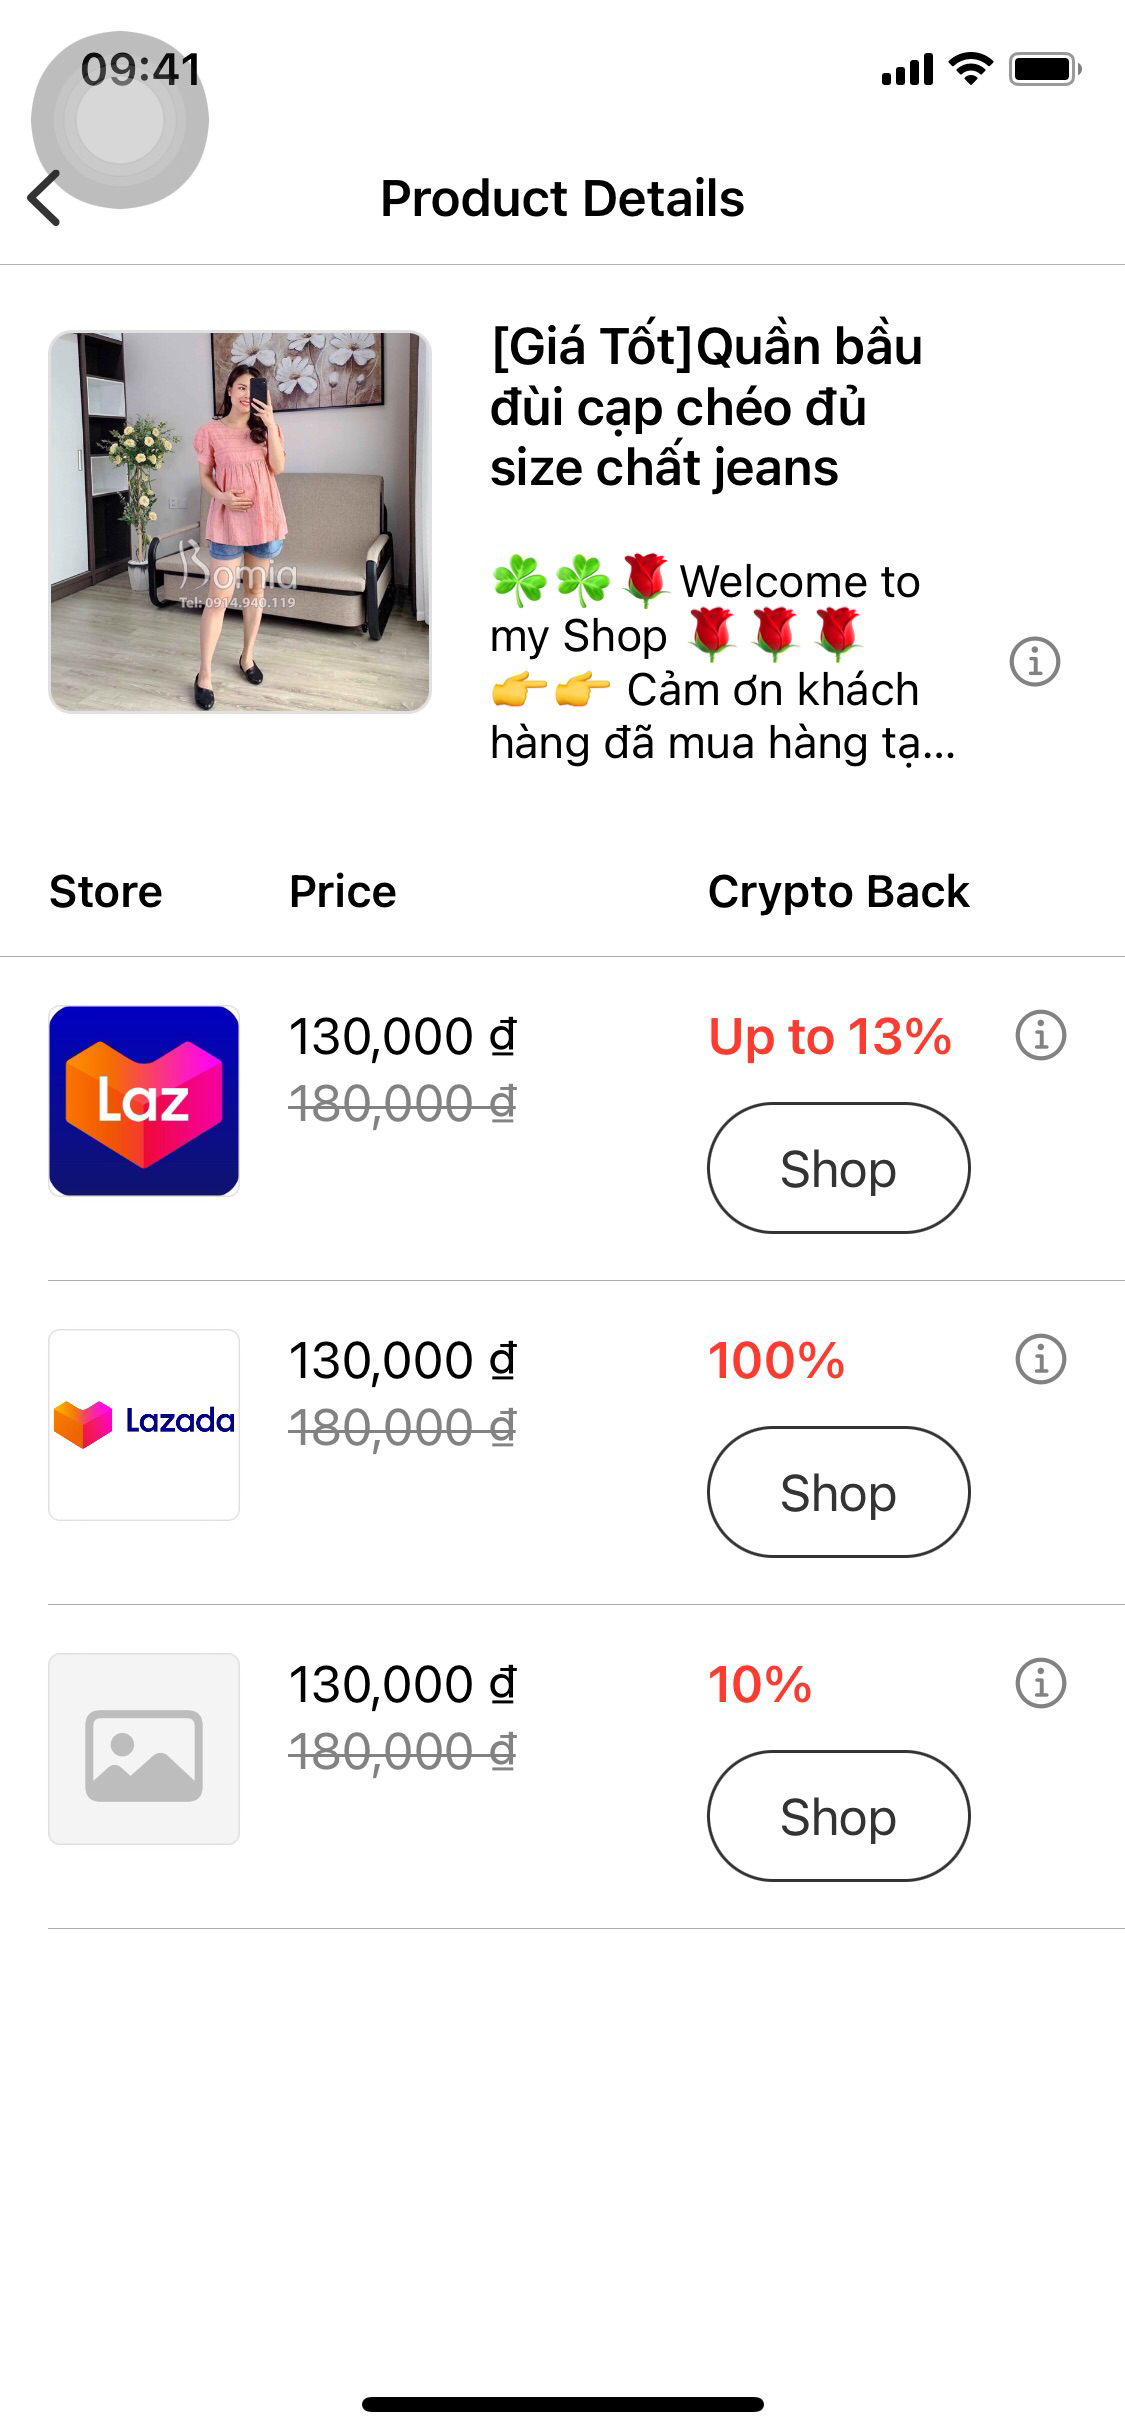 09:41
Product Details
[Giá Tốt]Quần bầu
đùi cạp chéo đủ
size chất jeans
Bomia
Tel: 0914.940.119
☘️☘️🌹Welcome to
my Shop 🌹🌹🌹
👉👉 Cảm ơn khách
hàng đã mua hàng tạ...
Store Price Crypto Back
Laz
130,000 ₫ Up to 13%
180,000 ₫
Shop
Lazada
130,000 ₫ 100%
180,000 ₫
Shop
130,000 ₫ 10%
180,000 ₫
Shop